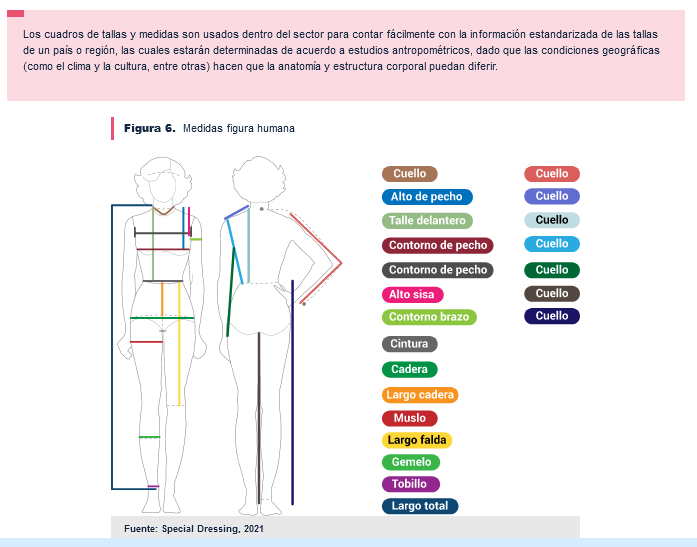 Los cuadros de tallas y medidas son usados dentro del sector para contar fácilmente con la información estandarizada de las tallas
de un país o región, las cuales estarán determinadas de acuerdo a estudios antropométricos, dado que las condiciones geográficas
(como el clima y la cultura, entre otras) hacen que la anatomía y estructura corporal puedan diferir.
Figura 6. Medidas figura humana
Cuello
Alto de pecho
Talle delantero
Contorno de pecho
Contorno de pecho
Alto sisa
Contorno brazo
Cintura
Cadera
Largo cadera
Muslo
Largo falda
Gemelo
Tobillo
Largo total
Cuello
Cuello
Cuello
Cuello
Cuello
Cuello
Cuello
Fuente: Special Dressing, 2021